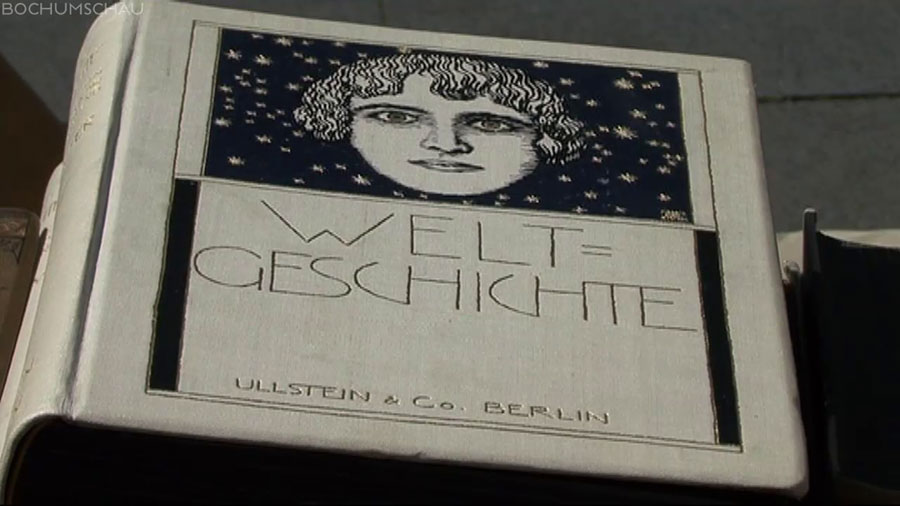 BOCHUMSCHAU
WELT=
GESCHICHTE
ULLSTEIN & Co. BERLIN